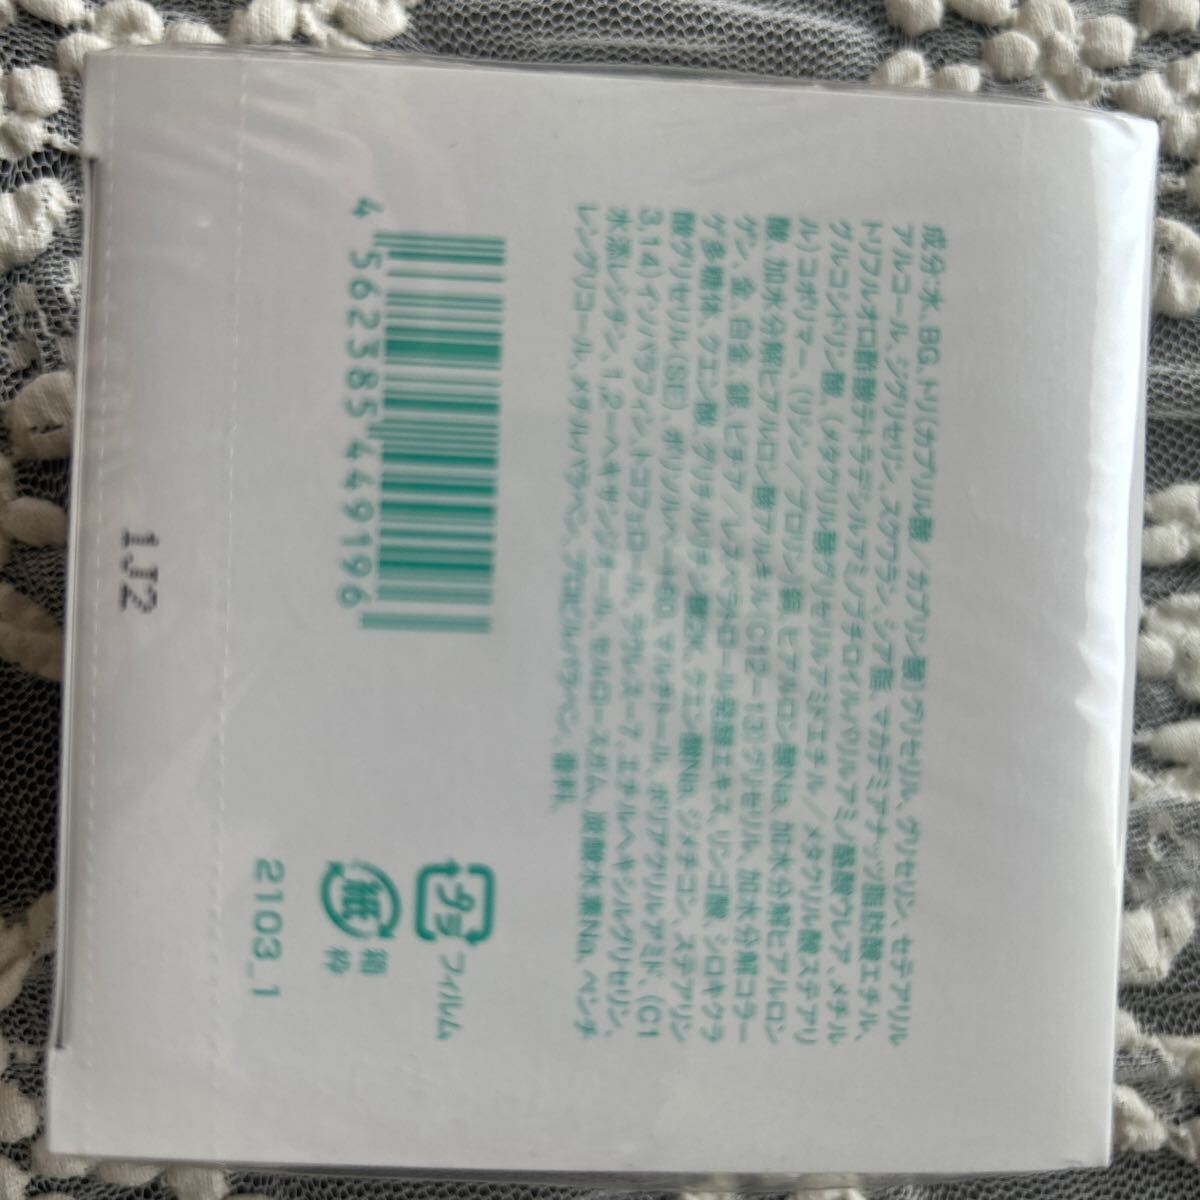 成分:水、BG、トリ(カプリル酸/カプリン酸)グリセリル、グリセリン、セテアリル
アルコール、ジグリセリン、スクワラン、シア脂、マカデミアナッツ脂肪酸エチル、
トリフルオロ酢酸テトラデシルアミノブチロイルバリルアミノ酪酸ウレア、メチル
グルコシドリン酸、(メタクリル酸グリセリルアミドエチル/メタクリル酸ステアリ
ル)コポリマー、(リシン/プロリン)銅、ヒアルロン酸Na、加水分解ヒアルロン
酸、加水分解ヒアルロン酸アルキル(C12-13)グリセリル、加水分解コラー
ゲン、金、白金、銀、ヒドロ/レスベラトロール発酵エキス、リンゴ酸、シロキクラ
ゲ多糖体、クエン酸、グリチルリチン酸2K、クエン酸Na、ジメチコン、ステアリン
酸グリセリル(SE)、ポリソルベート60、マルチトール、ポリアクリルアミド、(C1
3,14)イソパラフィン、トコフェロール、ラウレス-7、エチルヘキシルグリセリン、
水添レシチン、1,2-ヘキサンジオール、セルロースガム、炭酸水素Na、ペンチ
レングリコール、メチルパラベン、プロピルパラベン、香料、
4 562385 449196
プラ
フィルム
紙
箱
枠
2103_1
1J2